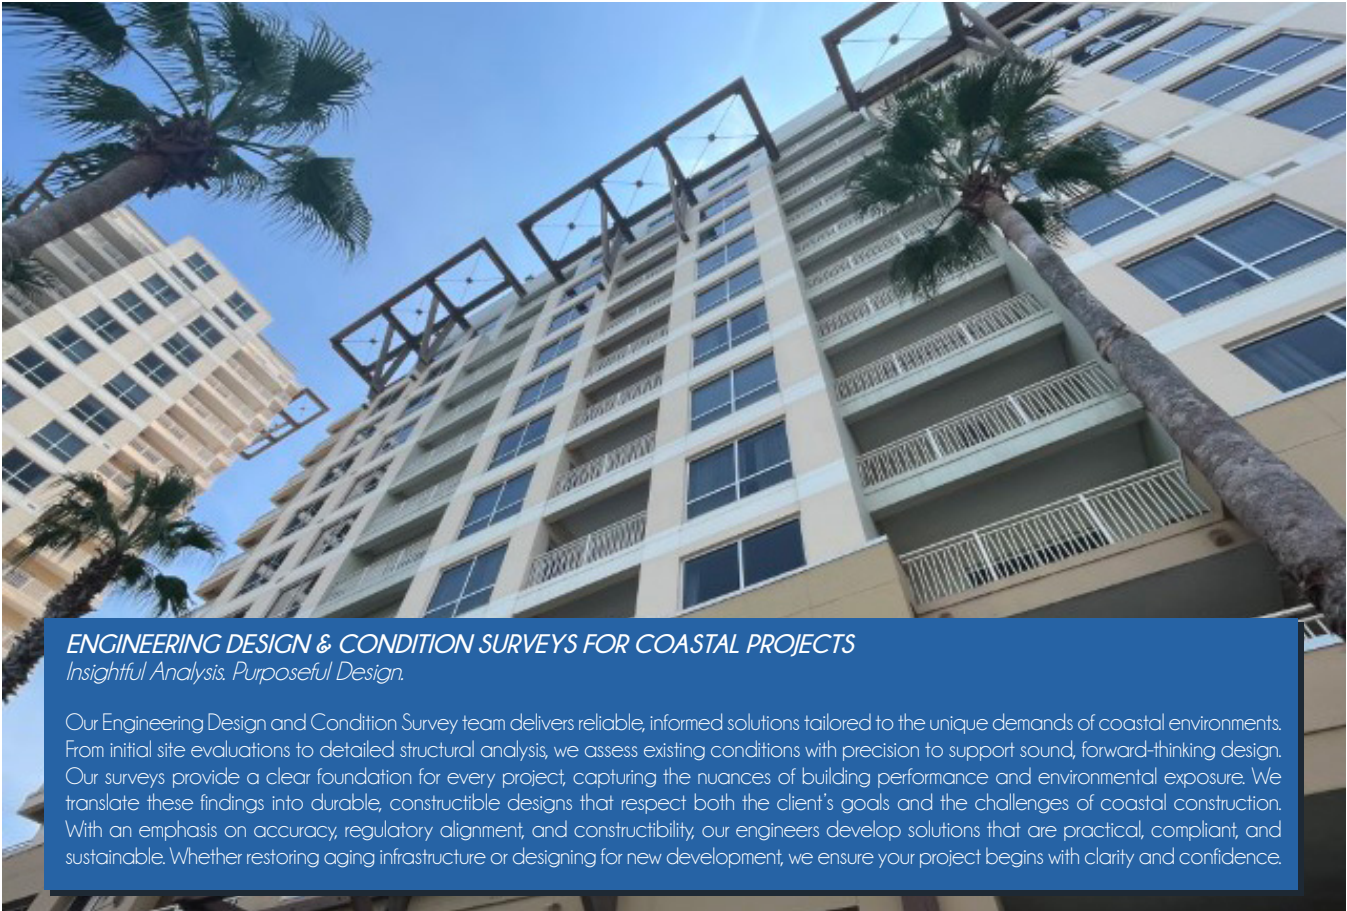 ENGINEERING DESIGN & CONDITION SURVEYS FOR COASTAL PROJECTS
Insightful Analysis. Purposeful Design.
Our Engineering Design and Condition Survey team delivers reliable, informed solutions tailored to the unique demands of coastal environments.
From initial site evaluations to detailed structural analysis, we assess existing conditions with precision to support sound, forward-thinking design.
Our surveys provide a clear foundation for every project, capturing the nuances of building performance and environmental exposure. We
translate these findings into durable, constructible designs that respect both the client's goals and the challenges of coastal construction.
With an emphasis on accuracy, regulatory alignment, and constructibility, our engineers develop solutions that are practical, compliant, and
sustainable. Whether restoring aging infrastructure or designing for new development, we ensure your project begins with clarity and confidence.